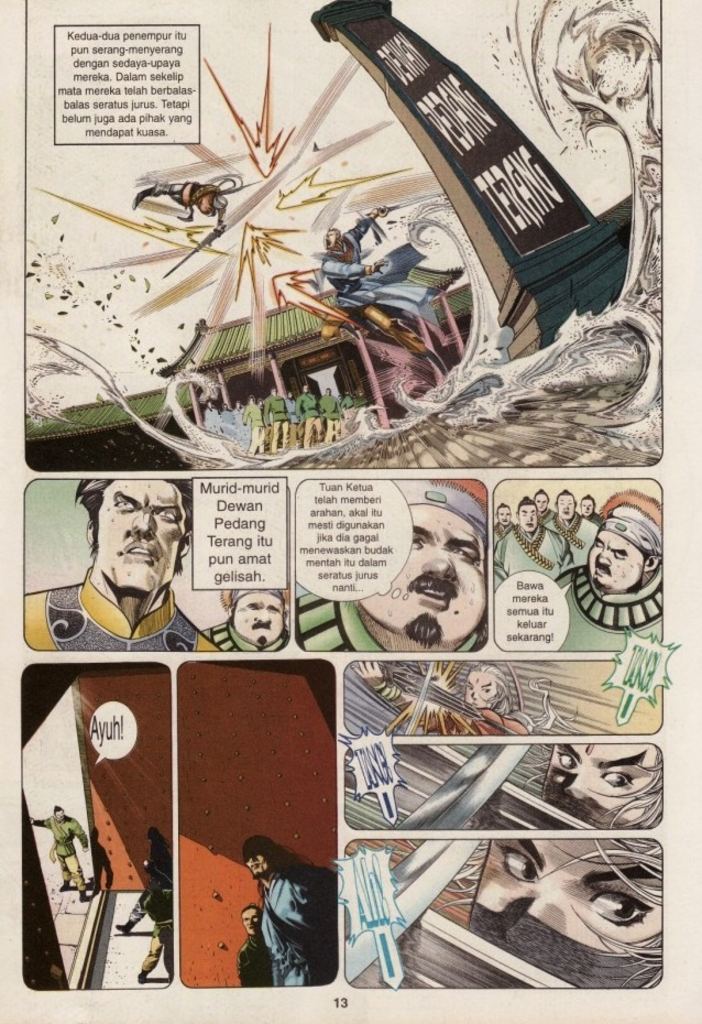 Kedua-dua penempur itu
pun serang-menyerang
dengan sedaya-upaya
mereka. Dalam sekelip
mata mereka telah berbalas-
balas seratus jurus. Tetapi
belum juga ada pihak yang
mendapat kuasa.
DEWAN
PEDANG
TERANG
Murid-murid
Dewan
Pedang
Terang itu
pun amat
gelisah.
Tuan Ketua
telah memberi
arahan, akal itu
mesti digunakan
jika dia gagal
menewaskan budak
mentah itu dalam
seratus jurus
nanti...
Bawa
mereka
semua itu
keluar
sekarang!
Ayuh!
13